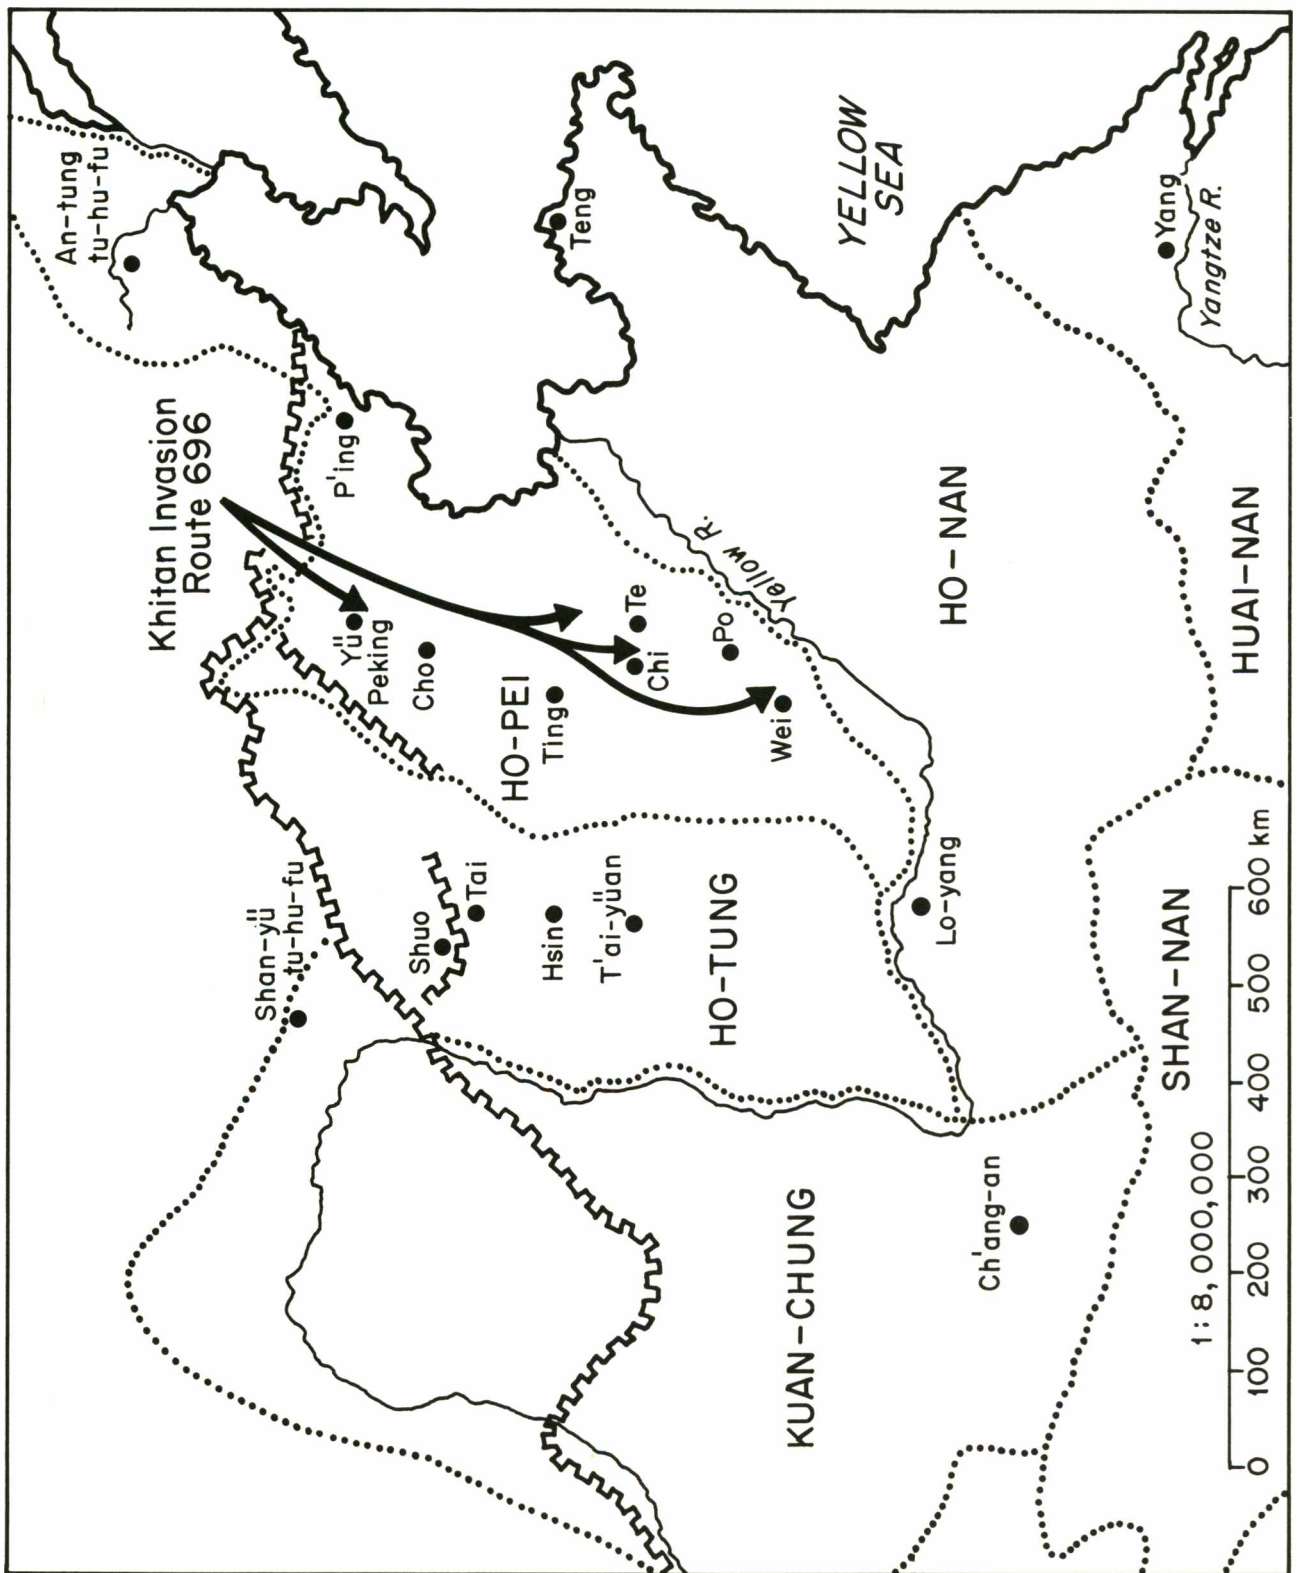 An-tung
tu-hu-fu
Khitan Invasion
Route 696
Shan-yü
tu-hu-fu
P'ing
Yü
Peking
Cho
Shuo
Tai
HO-PEI
Ting
Hsin
Teng
T'ai-yüan
Te
Chi
Po
Wei
Yellow R.
HO-TUNG
KUAN-CHUNG
YELLOW
SEA
Lo-yang
HO-NAN
Ch'ang-an
Yang
Yangtze R.
SHAN-NAN
HUAI-NAN
1:8,000,000
0 100 200 300 400 500 600 km